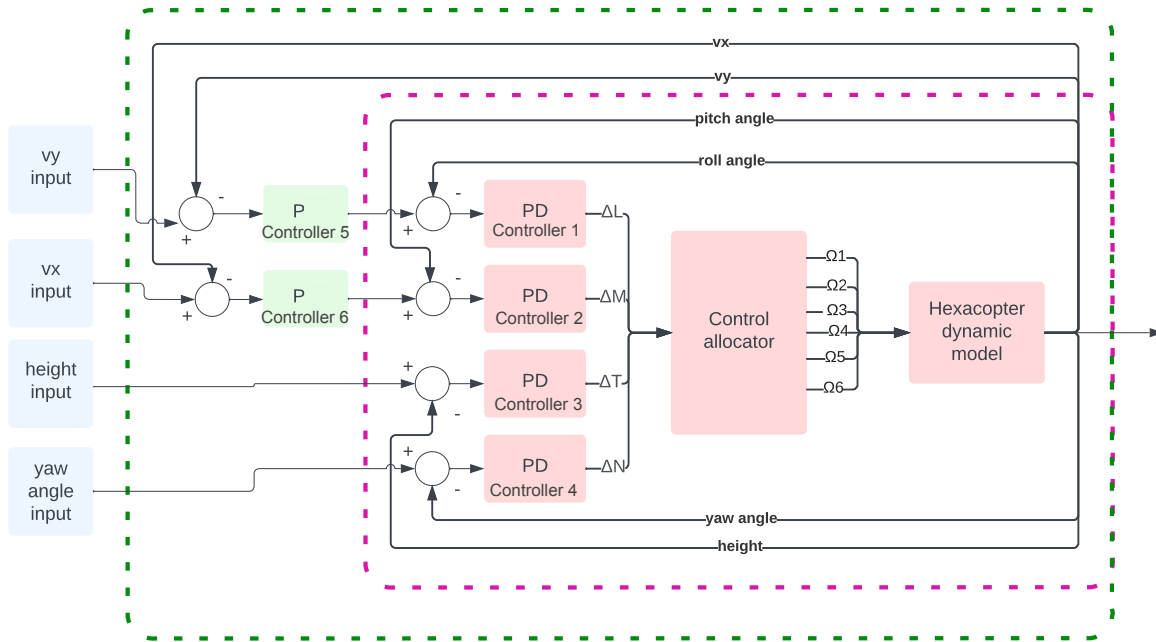 vx
vy
pitch angle
roll angle
vy
input
-
+
P
Controller 5
-
+
PD
Controller 1
ΔL
vx
input
-
+
P
Controller 6
-
+
PD
Controller 2
ΔM
height
input
+
-
PD
Controller 3
ΔT
yaw
angle
input
+
-
PD
Controller 4
ΔN
Control
allocator
Ω1
Ω2
Ω3
Ω4
Ω5
Ω6
Hexacopter
dynamic
model
yaw angle
height